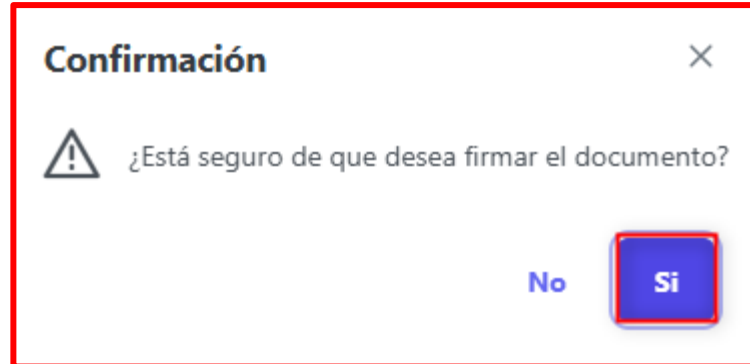 Confirmación
¿Está seguro de que desea firmar el documento?
No
Si